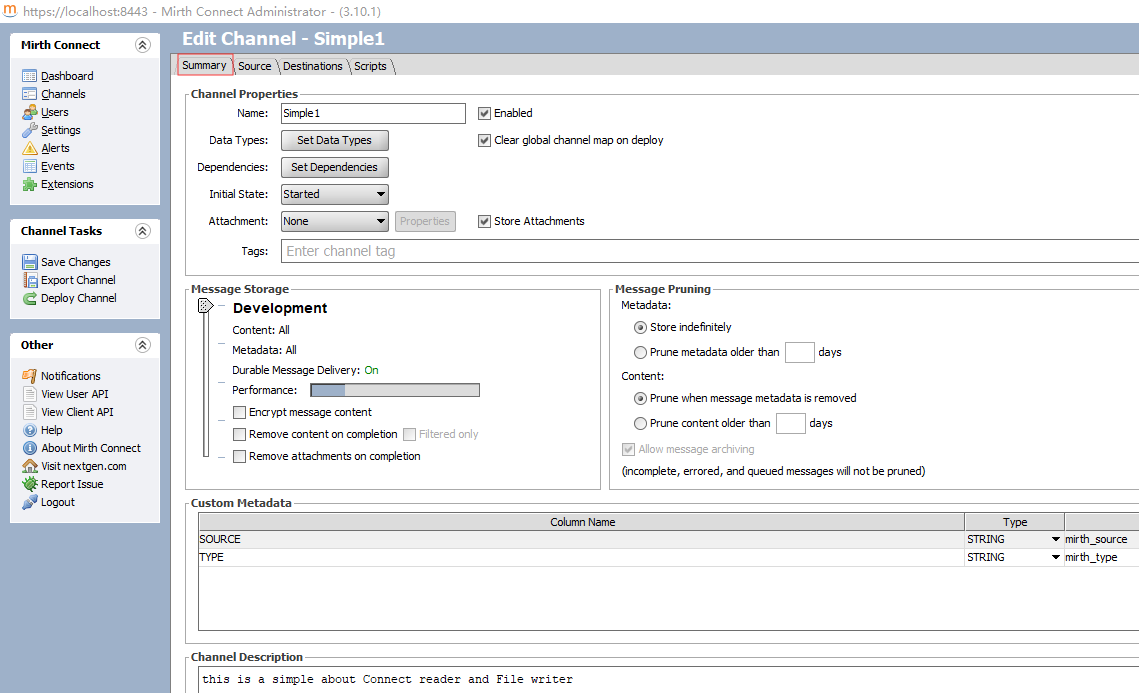 https://localhost:8443 - Mirth Connect Administrator - (3.10.1)
Mirth Connect
Dashboard
Channels
Users
Settings
Alerts
Events
Extensions
Channel Tasks
Save Changes
Export Channel
Deploy Channel
Other
Notifications
View User API
View Client API
Help
About Mirth Connect
Visit nextgen.com
Report Issue
Logout
Edit Channel - Simple1
Summary Source Destinations Scripts
Channel Properties
Name: Simple1 Enabled
Data Types: Set Data Types Clear global channel map on deploy
Dependencies: Set Dependencies
Initial State: Started
Attachment: None Properties Store Attachments
Tags: Enter channel tag
Message Storage
Development
Content: All
Metadata: All
Durable Message Delivery: On
Performance:
Encrypt message content
Remove content on completion Filtered only
Remove attachments on completion
Message Pruning
Metadata:
Store indefinitely
Prune metadata older than days
Content:
Prune when message metadata is removed
Prune content older than days
Allow message archiving
(incomplete, errored, and queued messages will not be pruned)
Custom Metadata
Column Name Type
SOURCE STRING mirth_source
TYPE STRING mirth_type
Channel Description
this is a simple about Connect reader and File writer